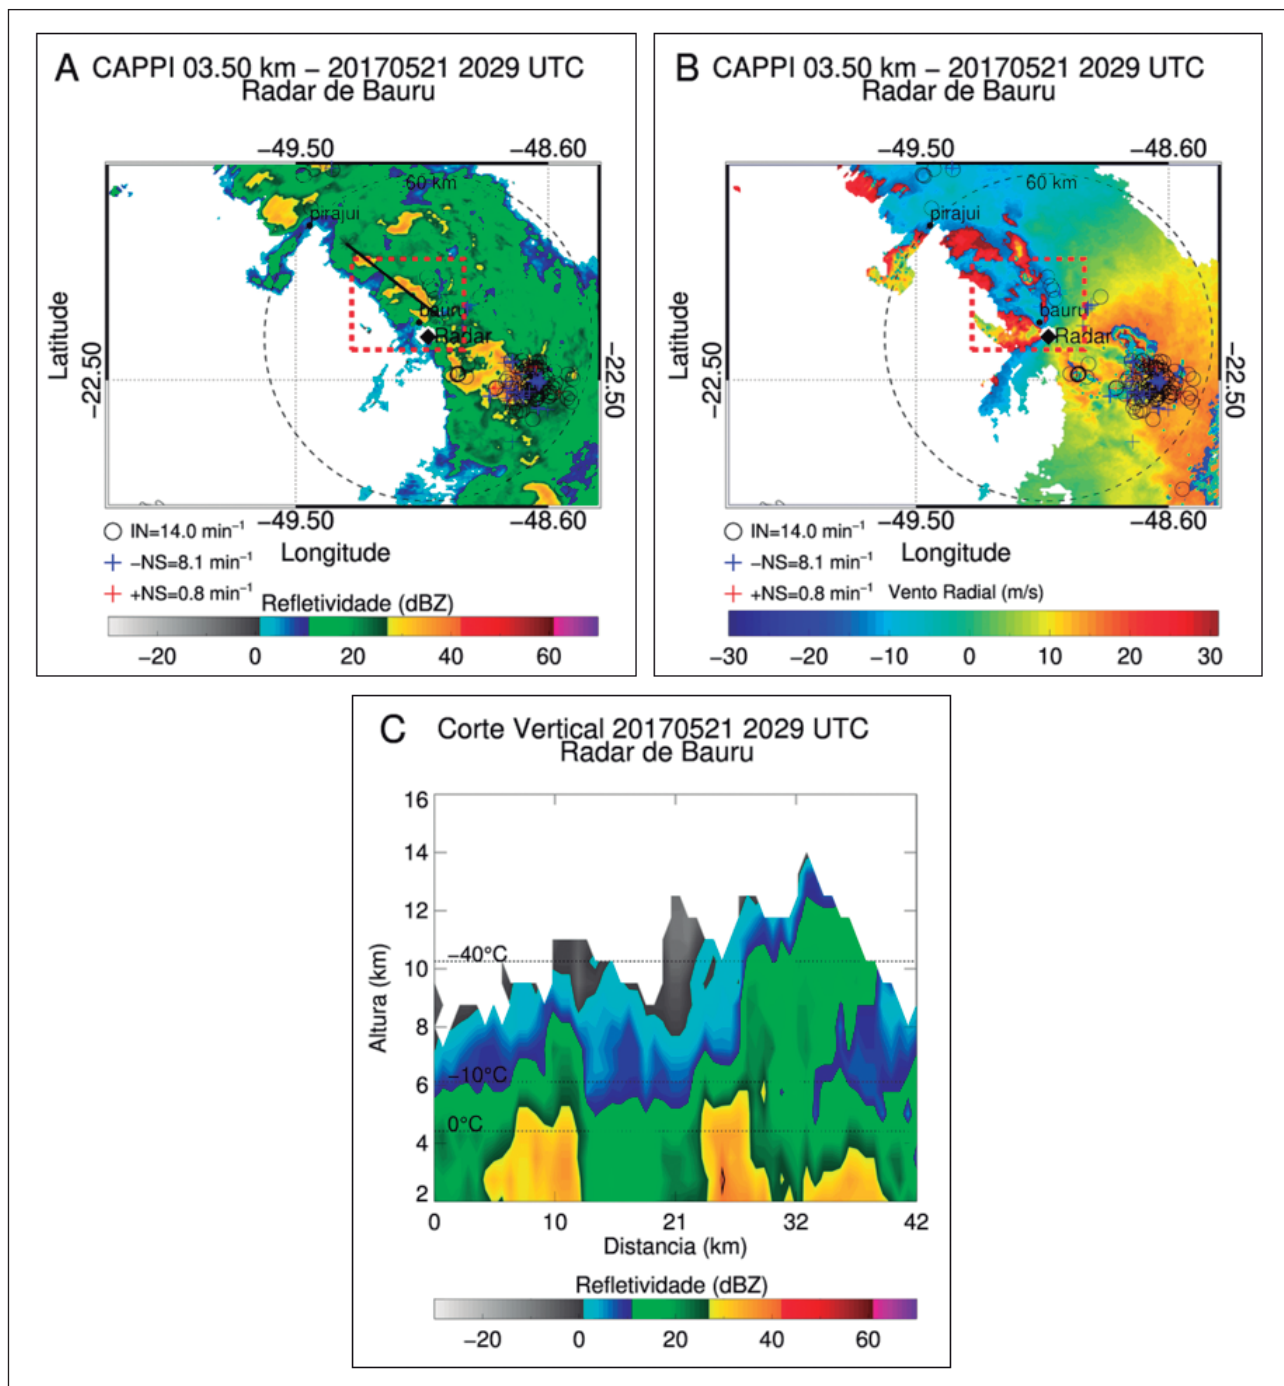 A CAPPI 03.50 km – 20170521 2029 UTC
Radar de Bauru
−49.50 −48.60
60 km
pirajui
bauru
Radar
Latitude
−22.50 −22.50
−49.50 −48.60
Longitude
IN=14.0 min⁻¹
−NS=8.1 min⁻¹
+NS=0.8 min⁻¹
Refletividade (dBZ)
−20 0 20 40 60
B CAPPI 03.50 km – 20170521 2029 UTC
Radar de Bauru
−49.50 −48.60
60 km
pirajui
bauru
Radar
Latitude
−22.50 −22.50
−49.50 −48.60
Longitude
IN=14.0 min⁻¹
−NS=8.1 min⁻¹
+NS=0.8 min⁻¹
Vento Radial (m/s)
−30 −20 −10 0 10 20 30
C Corte Vertical 20170521 2029 UTC
Radar de Bauru
16
14
12
−40°C
10
Altura (km)
8
−10°C
6
0°C
4
2
0 10 21 32 42
Distancia (km)
Refletividade (dBZ)
−20 0 20 40 60